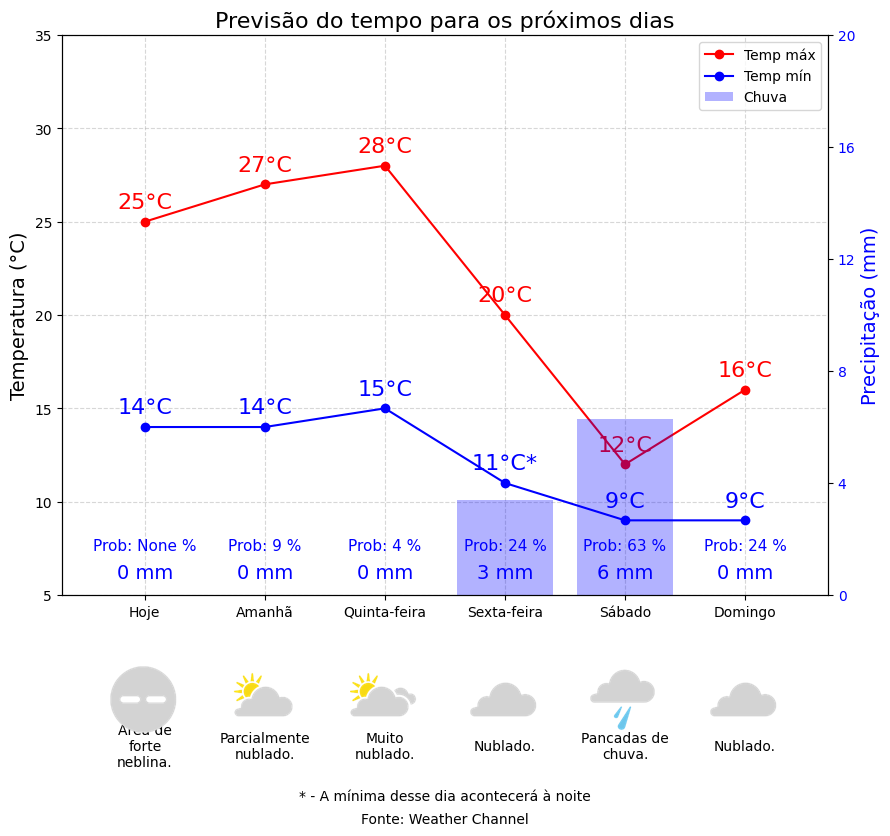 Previsão do tempo para os próximos dias
Temp máx
Temp mín
Chuva
Temperatura (°C)
Precipitação (mm)
35
30
25
20
15
10
5
20
16
12
8
4
0
25°C 27°C 28°C 20°C 12°C 16°C
14°C 14°C 15°C 11°C* 9°C 9°C
Prob: None % Prob: 9 % Prob: 4 % Prob: 24 % Prob: 63 % Prob: 24 %
0 mm 0 mm 0 mm 3 mm 6 mm 0 mm
Hoje Amanhã Quinta-feira Sexta-feira Sábado Domingo
Área de
forte
neblina.
Parcialmente
nublado.
Muito
nublado.
Nublado.
Pancadas de
chuva.
Nublado.
* - A mínima desse dia acontecerá à noite
Fonte: Weather Channel